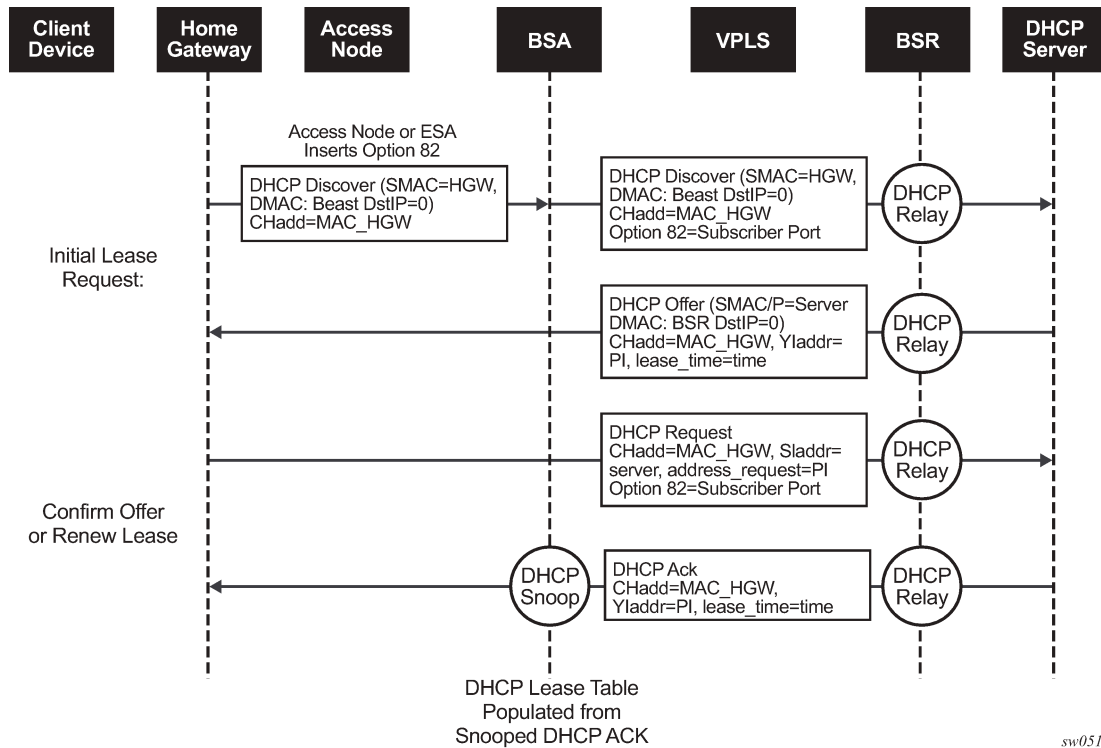 Client
Device
Home
Gateway
Access
Node
BSA
VPLS
BSR
DHCP
Server
Access Node or ESA
Inserts Option 82
DHCP Discover (SMAC=HGW,
DMAC: Beast DstIP=0)
CHadd=MAC_HGW
DHCP Discover (SMAC=HGW,
DMAC: Beast DstIP=0)
CHadd=MAC_HGW
Option 82=Subscriber Port
DHCP
Relay
Initial Lease
Request:
DHCP Offer (SMAC/P=Server
DMAC: BSR DstIP=0)
CHadd=MAC_HGW, YIaddr=
PI, lease_time=time
DHCP
Relay
DHCP Request
CHadd=MAC_HGW, SIaddr=
server, address_request=PI
Option 82=Subscriber Port
DHCP
Relay
Confirm Offer
or Renew Lease
DHCP
Snoop
DHCP Ack
CHadd=MAC_HGW,
YIaddr=PI, lease_time=time
DHCP
Relay
DHCP Lease Table
Populated from
Snooped DHCP ACK
sw051